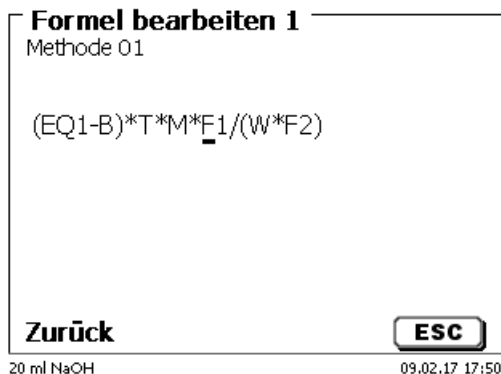 Formel bearbeiten 1
Methode 01
(EQ1-B)*T*M*F1/(W*F2)
Zurück ESC
20 ml NaOH 09.02.17 17:50